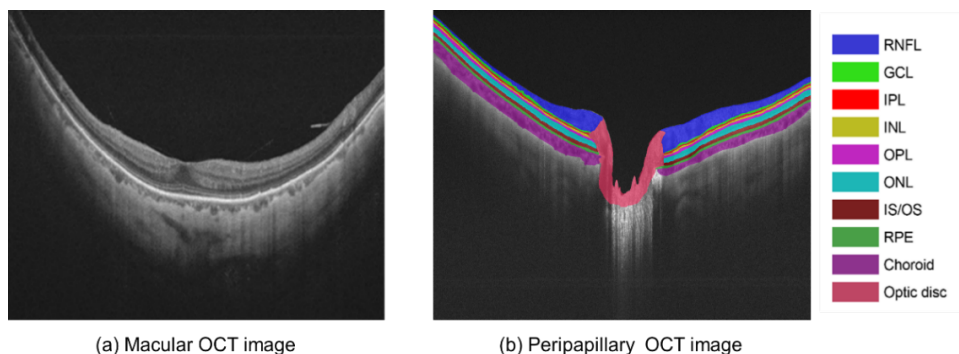 RNFL
GCL
IPL
INL
OPL
ONL
IS/OS
RPE
Choroid
Optic disc
(a) Macular OCT image
(b) Peripapillary OCT image